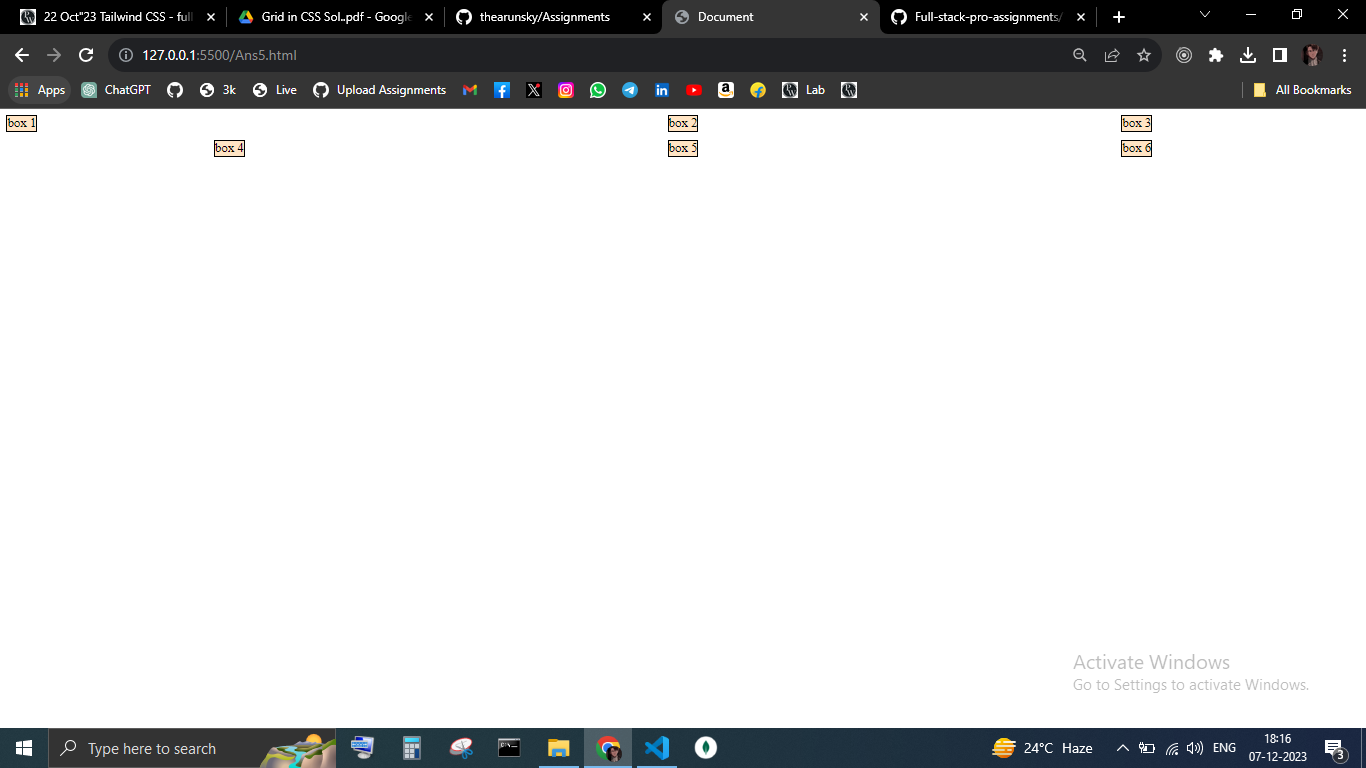 22 Oct"23 Tailwind CSS - full
Grid in CSS Sol..pdf - Google
thearunsky/Assignments
Document
Full-stack-pro-assignments/
127.0.0.1:5500/Ans5.html
Apps
ChatGPT
3k
Live
Upload Assignments
Lab
All Bookmarks
box 1
box 2
box 3
box 4
box 5
box 6
Activate Windows
Go to Settings to activate Windows.
Type here to search
24°C Haze
ENG
18:16
07-12-2023
3